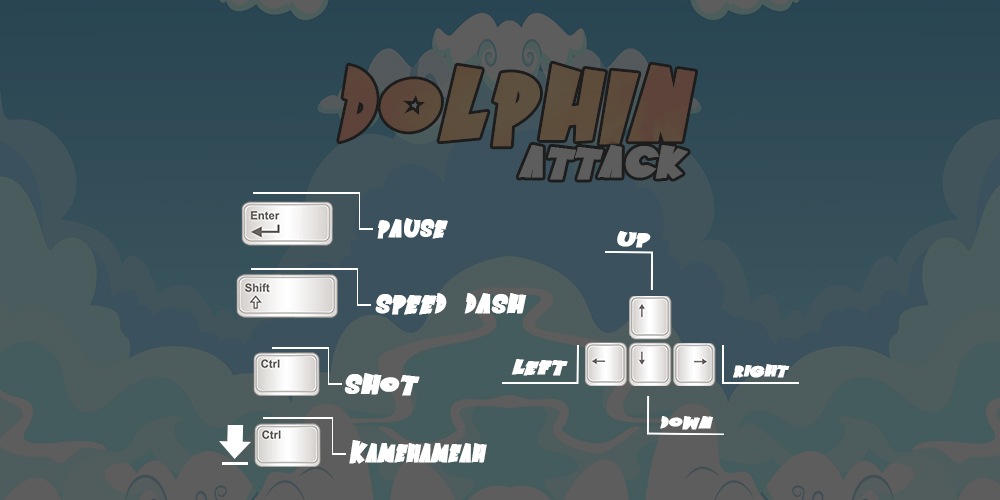 DOLPHIN
ATTACK
Enter
PAUSE
Shift
SPEED DASH
Ctrl
SHOT
Ctrl
KAMEHAMEAH
UP
LEFT
RIGHT
DOWN